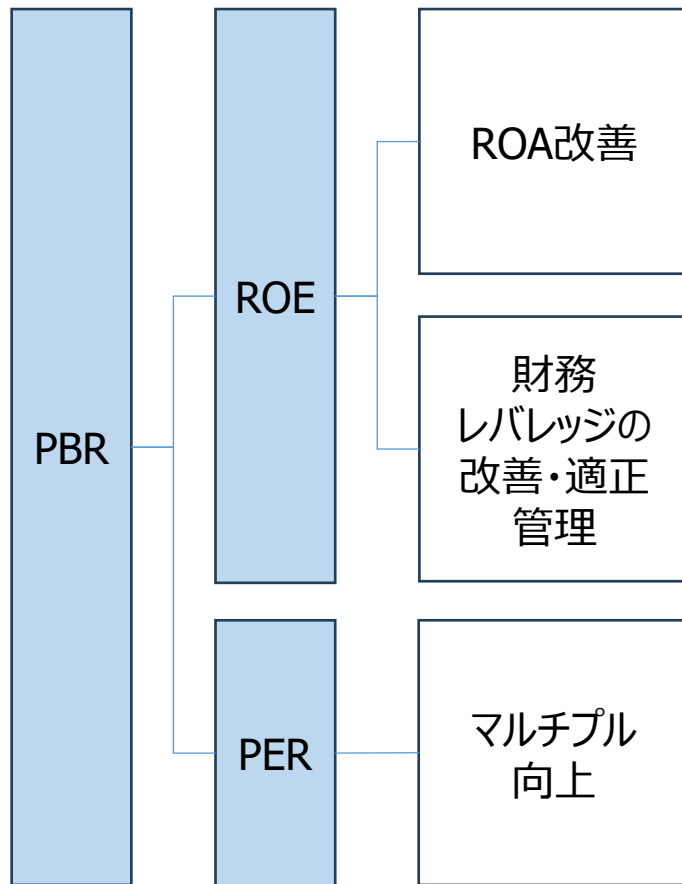 PBR
ROE
ROA改善
財務
レバレッジの
改善・適正
管理
PER
マルチプル
向上